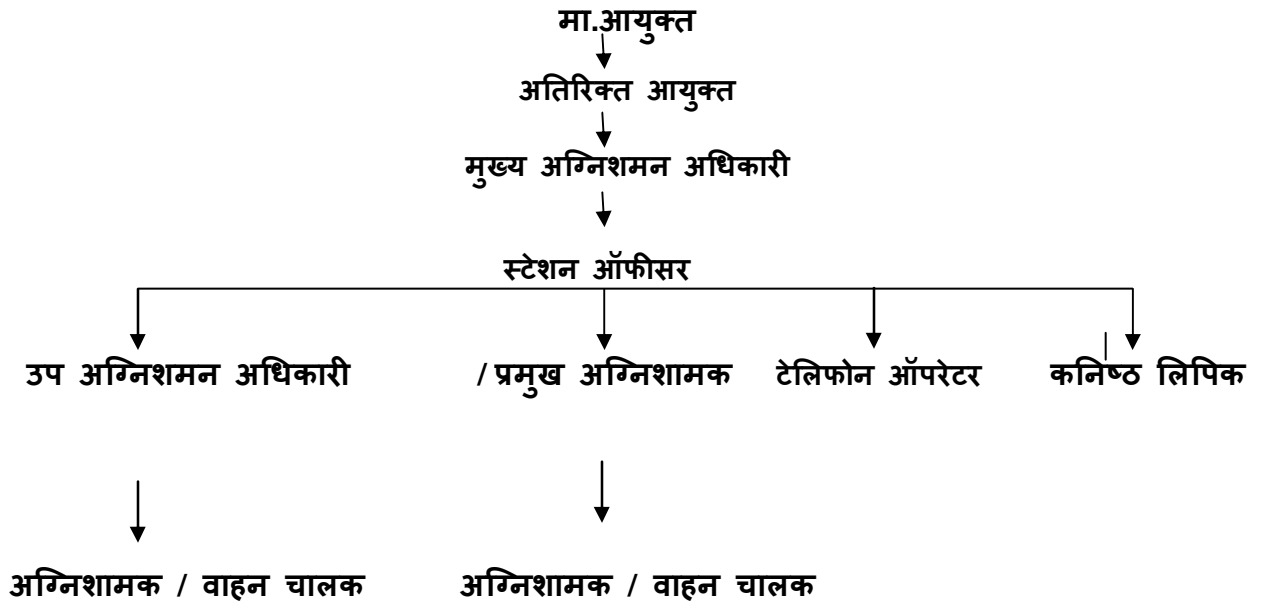 मा.आयुक्त
अतिरिक्त आयुक्त
मुख्य अग्निशमन अधिकारी
स्टेशन ऑफीसर
उप अग्निशमन अधिकारी / प्रमुख अग्निशामक टेलिफोन ऑपरेटर कनिष्ठ लिपिक
अग्निशामक / वाहन चालक अग्निशामक / वाहन चालक